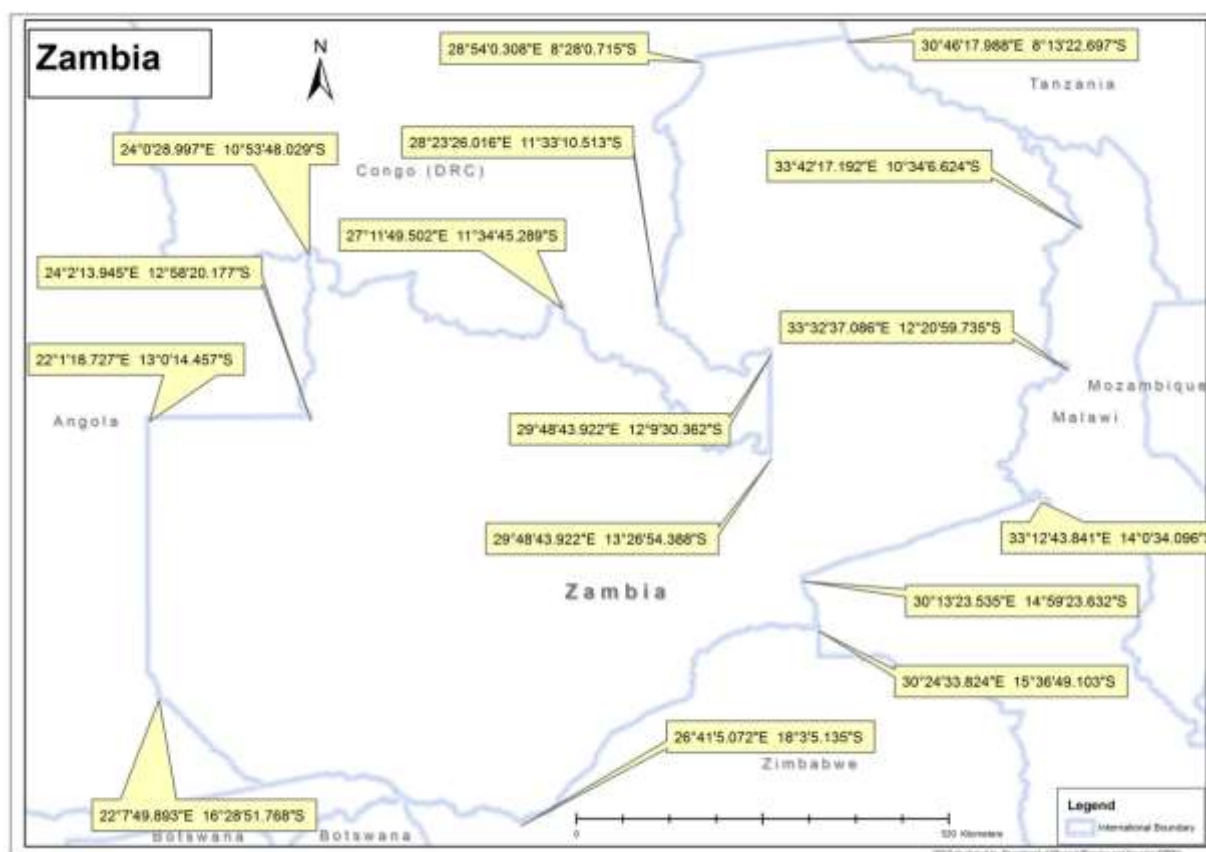 Zambia
N
28°54'0.308"E 8°28'0.715"S
30°46'17.988"E 8°13'22.697"S
Tanzania
24°0'28.997"E 10°53'48.029"S
28°23'26.016"E 11°33'10.513"S
Congo (DRC)
33°42'17.192"E 10°34'6.624"S
27°11'49.502"E 11°34'45.289"S
24°2'13.945"E 12°58'20.177"S
33°32'37.086"E 12°20'59.735"S
22°1'18.727"E 13°0'14.457"S
Mozambique
Angola
Malawi
29°48'43.922"E 12°9'30.362"S
29°48'43.922"E 13°26'54.388"S
33°12'43.841"E 14°0'34.096"S
Zambia
30°13'23.535"E 14°59'23.632"S
30°24'33.824"E 15°36'49.103"S
26°41'5.072"E 18°3'5.135"S
Zimbabwe
22°7'49.893"E 16°28'51.768"S
Botswana
Botswana
0
Kilometers
Legend
International Boundary